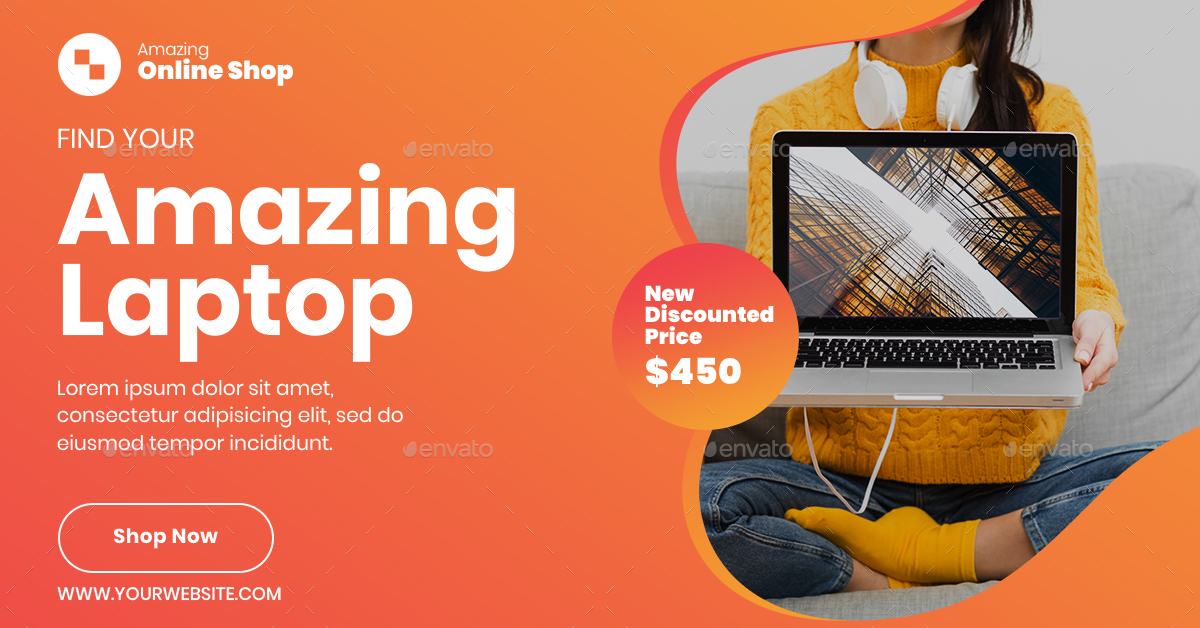 Amazing
Online Shop
FIND YOUR
Amazing
Laptop
Lorem ipsum dolor sit amet,
consectetur adipisicing elit, sed do
eiusmod tempor incididunt.
Shop Now
WWW.YOURWEBSITE.COM
New
Discounted
Price
$450
envato
envato
envato
envato
envato
envato
envato
envato